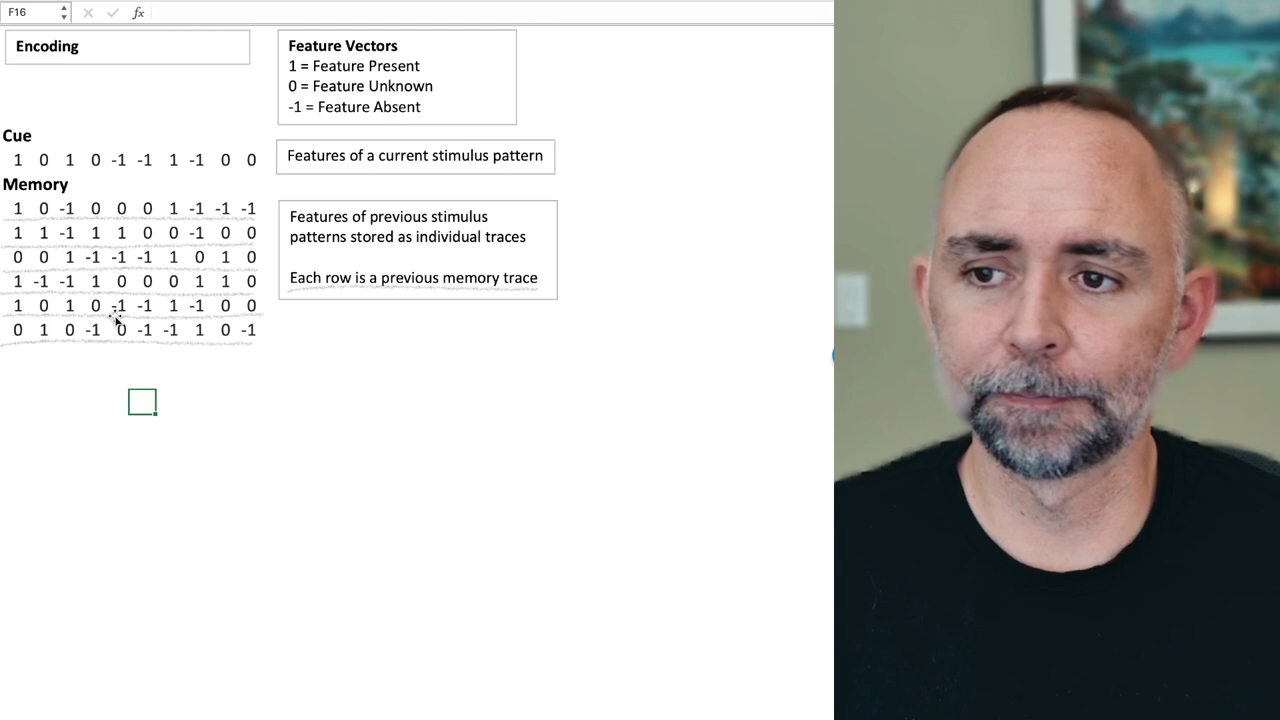 F16
fx
Encoding
Feature Vectors
1 = Feature Present
0 = Feature Unknown
-1 = Feature Absent
Cue
1 0 1 0 -1 -1 1 -1 0 0
Features of a current stimulus pattern
Memory
1 0 -1 0 0 0 1 -1 -1 -1
1 1 -1 1 1 0 0 -1 0 0
0 0 1 -1 -1 -1 1 0 1 0
1 -1 -1 1 0 0 0 1 1 0
1 0 1 0 -1 -1 1 -1 0 0
0 1 0 -1 0 -1 -1 1 0 -1
Features of previous stimulus
patterns stored as individual traces
Each row is a previous memory trace